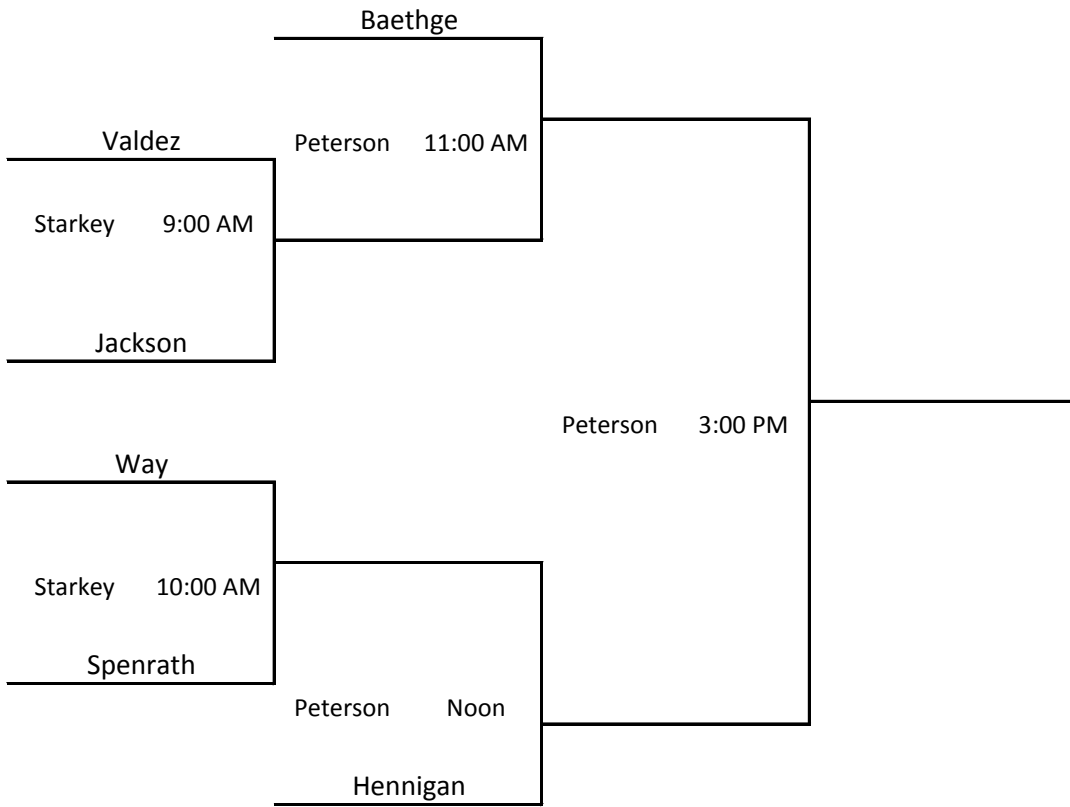 Baethge
Valdez
Peterson 11:00 AM
Starkey 9:00 AM
Jackson
Peterson 3:00 PM
Way
Starkey 10:00 AM
Spenrath
Peterson Noon
Hennigan